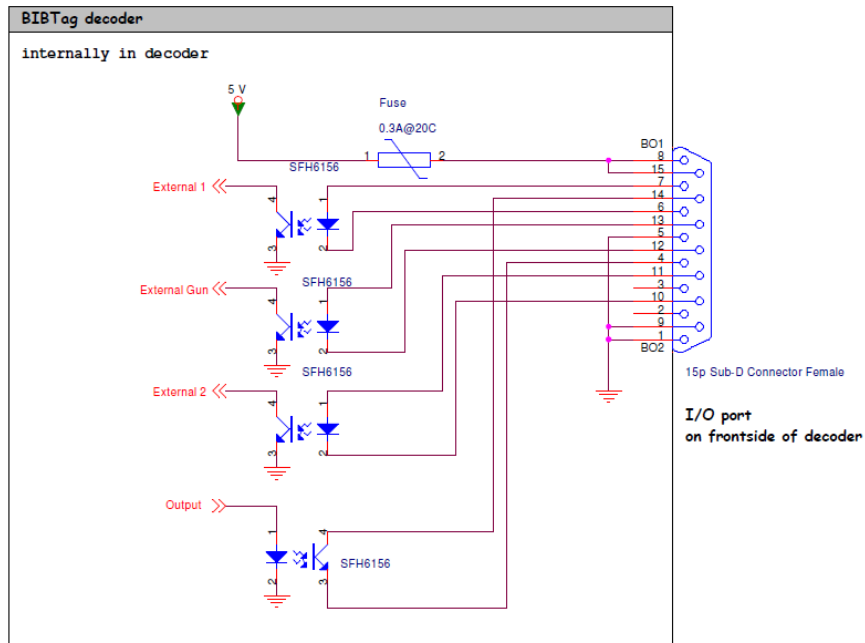 BIBTag decoder
internally in decoder
5 V
Fuse
0.3A@20C
1
2
BO1
8
15
7
14
6
13
5
12
4
11
3
10
2
9
1
BO2
SFH6156
External 1
4
3
1
2
SFH6156
External Gun
4
3
1
2
SFH6156
External 2
4
3
1
2
Output
1
2
4
3
SFH6156
15p Sub-D Connector Female
I/O port
on frontside of decoder